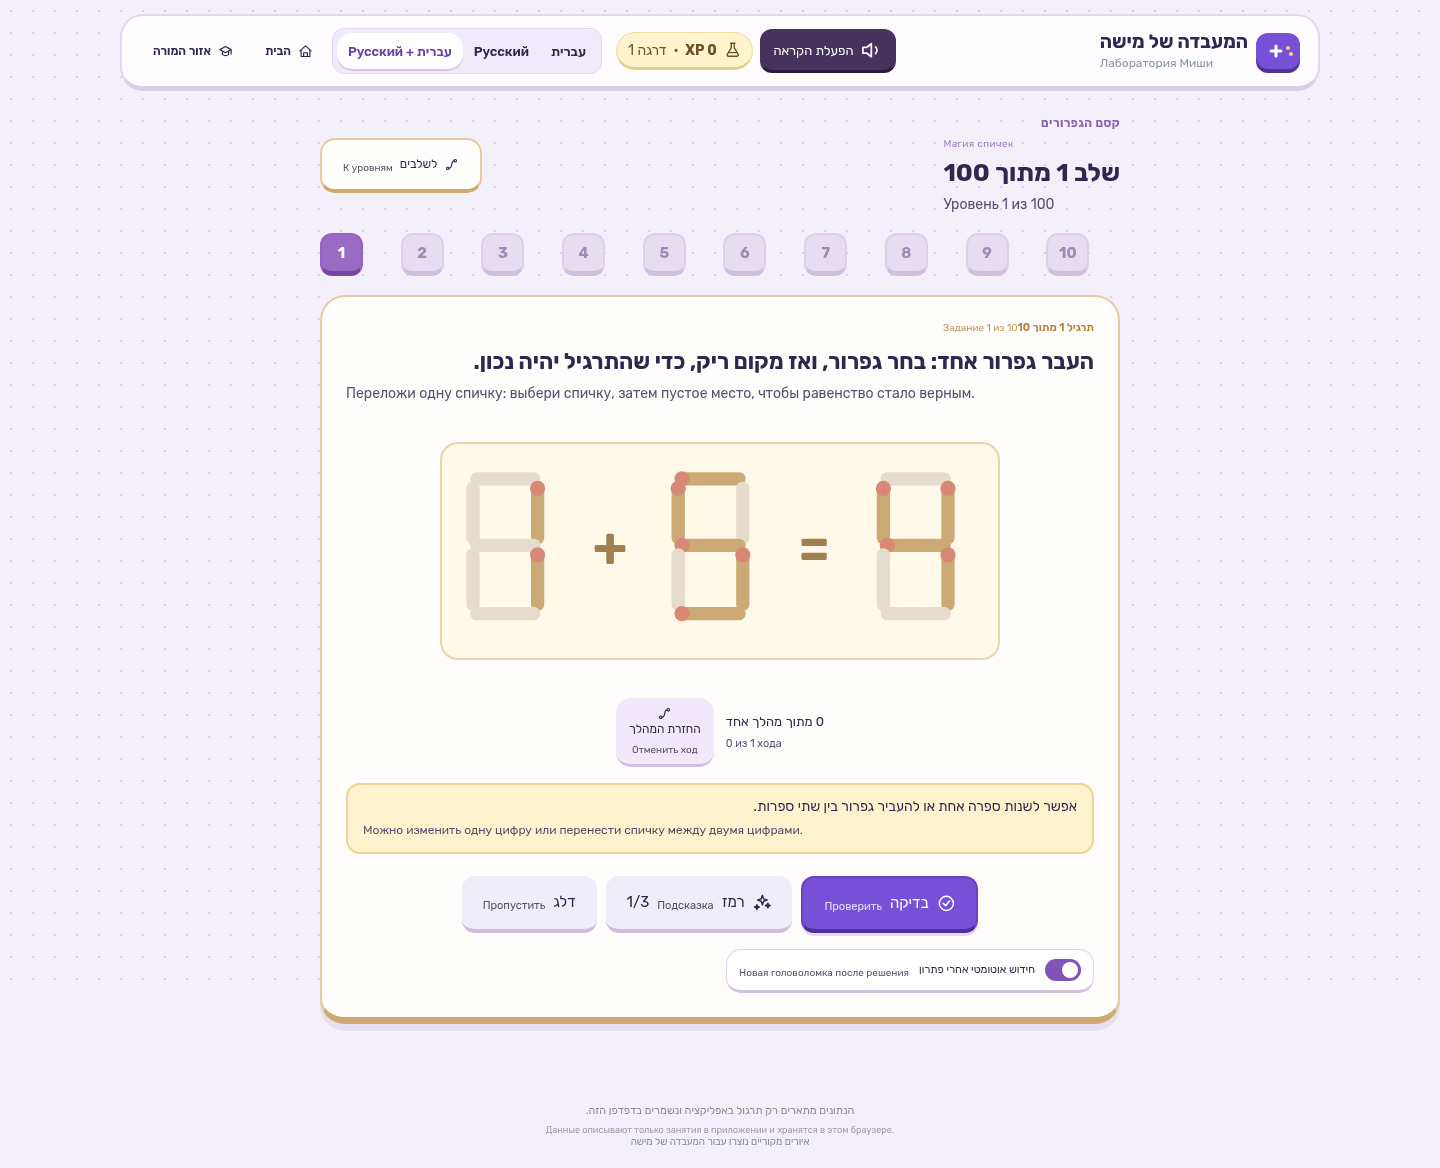 המעבדה של מישה
Лаборатория Миши
הפעלת הקראה
XP 0 • דרגה 1
עברית
Русский
עברית + Русский
הבית
אזור המורה
קסם הגפרורים
Магия спичек
שלב 1 מתוך 100
Уровень 1 из 100
לשלבים К уровням
1 2 3 4 5 6 7 8 9 10
תרגיל 1 מתוך 10 Задание 1 из 10
העבר גפרור אחד: בחר גפרור, ואז מקום ריק, כדי שהתרגיל יהיה נכון.
Переложи одну спичку: выбери спичку, затем пустое место, чтобы равенство стало верным.
1 + 5 = 4
0 מתוך מהלך אחד
0 из 1 хода
החזרת המהלך
Отменить ход
אפשר לשנות ספרה אחת או להעביר גפרור בין שתי ספרות.
Можно изменить одну цифру или перенести спичку между двумя цифрами.
בדיקה Проверить
רמז Подсказка 1/3
דלג Пропустить
חידוש אוטומטי אחרי פתרון Новая головоломка после решения
הנתונים מתארים רק תרגול באפליקציה ונשמרים בדפדפן הזה.
Данные описывают только занятия в приложении и хранятся в этом браузере.
איורים מקוריים נוצרו עבור המעבדה של מישה